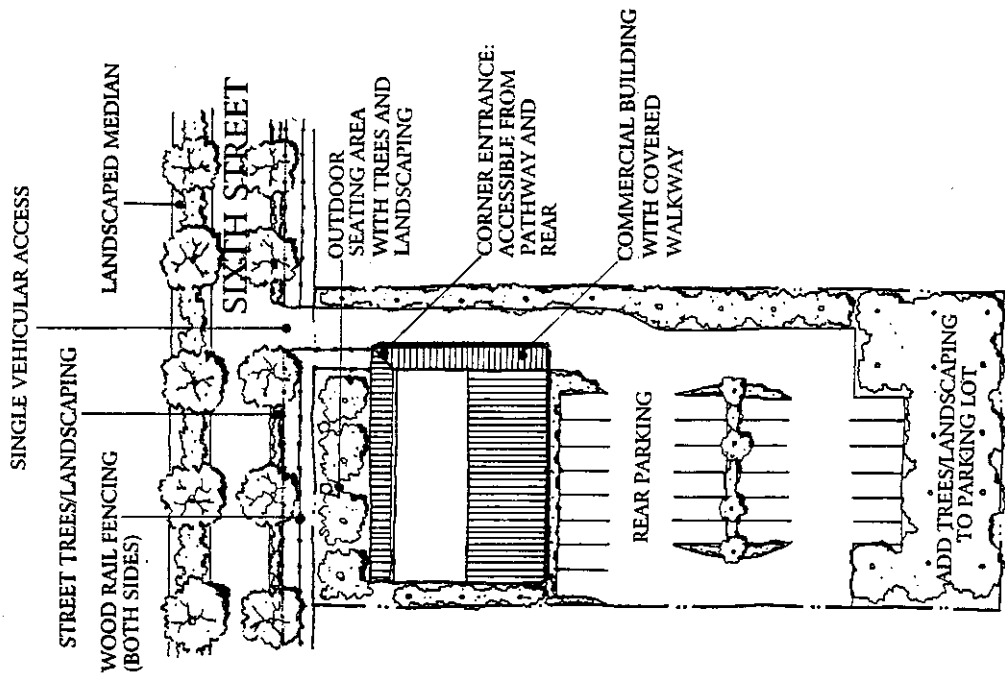 SINGLE VEHICULAR ACCESS
STREET TREES/LANDSCAPING
LANDSCAPED MEDIAN
WOOD RAIL FENCING
(BOTH SIDES)
SIXTH STREET
OUTDOOR
SEATING AREA
WITH TREES AND
LANDSCAPING
CORNER ENTRANCE:
ACCESSIBLE FROM
PATHWAY AND
REAR
COMMERCIAL BUILDING
WITH COVERED
WALKWAY
REAR PARKING
ADD TREES/LANDSCAPING
TO PARKING LOT